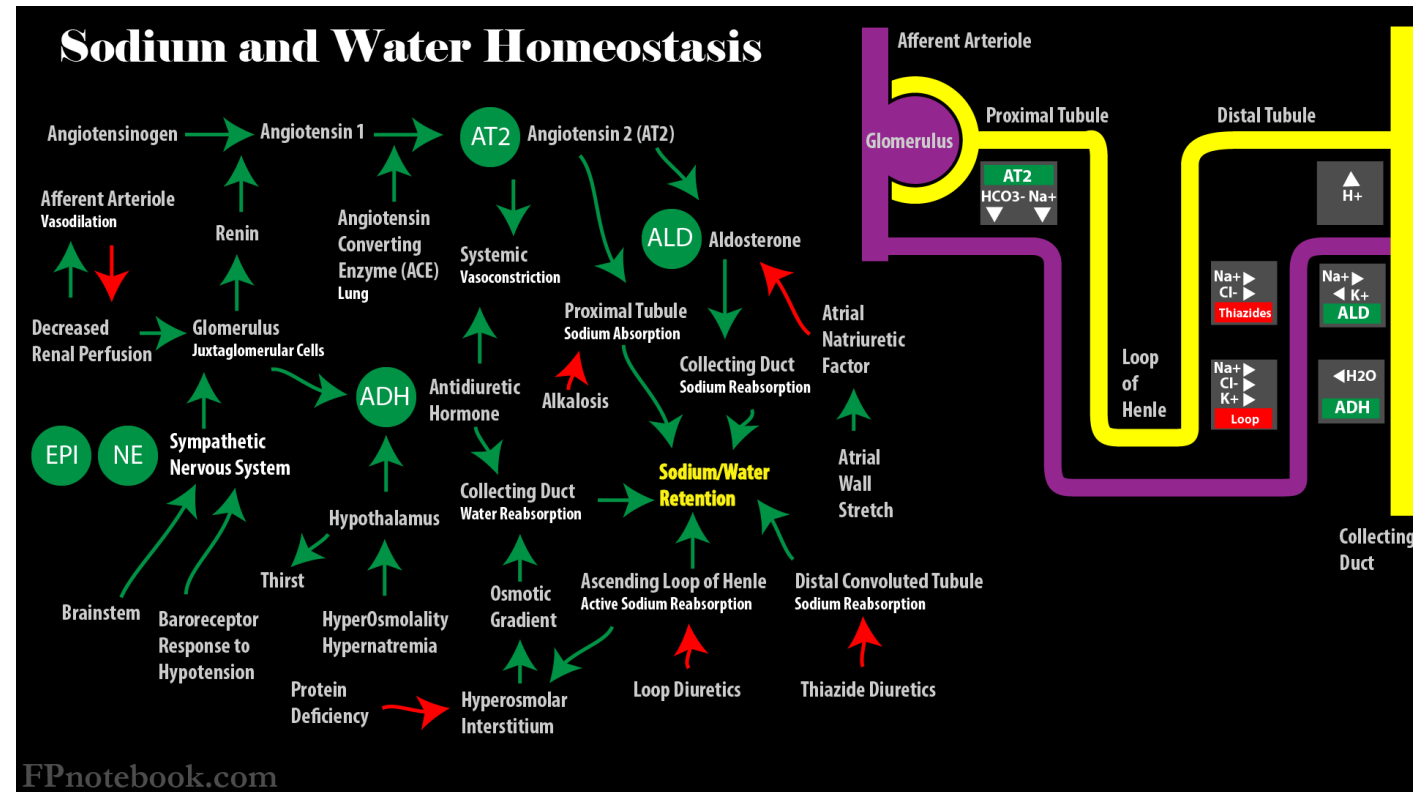 Sodium and Water Homeostasis
Angiotensinogen
Angiotensin 1
AT2
Angiotensin 2 (AT2)
Afferent Arteriole
Vasodilation
Renin
Angiotensin
Converting
Enzyme (ACE)
Lung
Systemic
Vasoconstriction
ALD
Aldosterone
Decreased
Renal Perfusion
Glomerulus
Juxtaglomerular Cells
Proximal Tubule
Sodium Absorption
Atrial
Natriuretic
Factor
ADH
Antidiuretic
Hormone
Alkalosis
Collecting Duct
Sodium Reabsorption
EPI
NE
Sympathetic
Nervous System
Sodium/Water
Retention
Atrial
Wall
Stretch
Collecting Duct
Water Reabsorption
Hypothalamus
Thirst
Brainstem
Baroreceptor
Response to
Hypotension
HyperOsmolality
Hypernatremia
Osmotic
Gradient
Ascending Loop of Henle
Active Sodium Reabsorption
Distal Convoluted Tubule
Sodium Reabsorption
Protein
Deficiency
Hyperosmolar
Interstitium
Loop Diuretics
Thiazide Diuretics
Afferent Arteriole
Glomerulus
Proximal Tubule
Distal Tubule
AT2
HCO3- Na+
H+
Na+
Cl-
Thiazides
Na+
K+
ALD
Loop
of
Henle
Na+
Cl-
K+
Loop
H2O
ADH
Collecting
Duct
FPnotebook.com